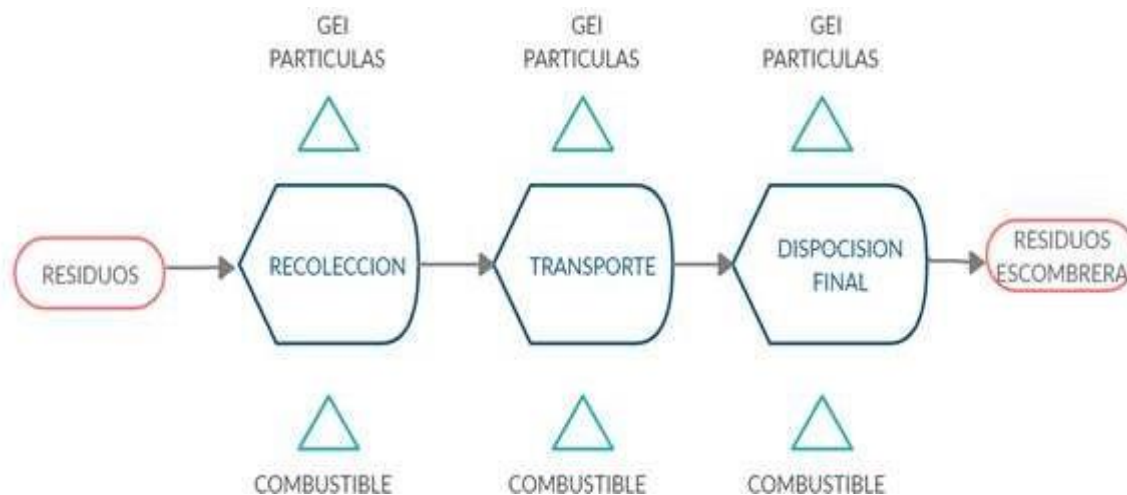 GEI
PARTICULAS
GEI
PARTICULAS
GEI
PARTICULAS
RESIDUOS
RECOLECCION
TRANSPORTE
DISPOCISION
FINAL
RESIDUOS
ESCOMBRERA
COMBUSTIBLE
COMBUSTIBLE
COMBUSTIBLE